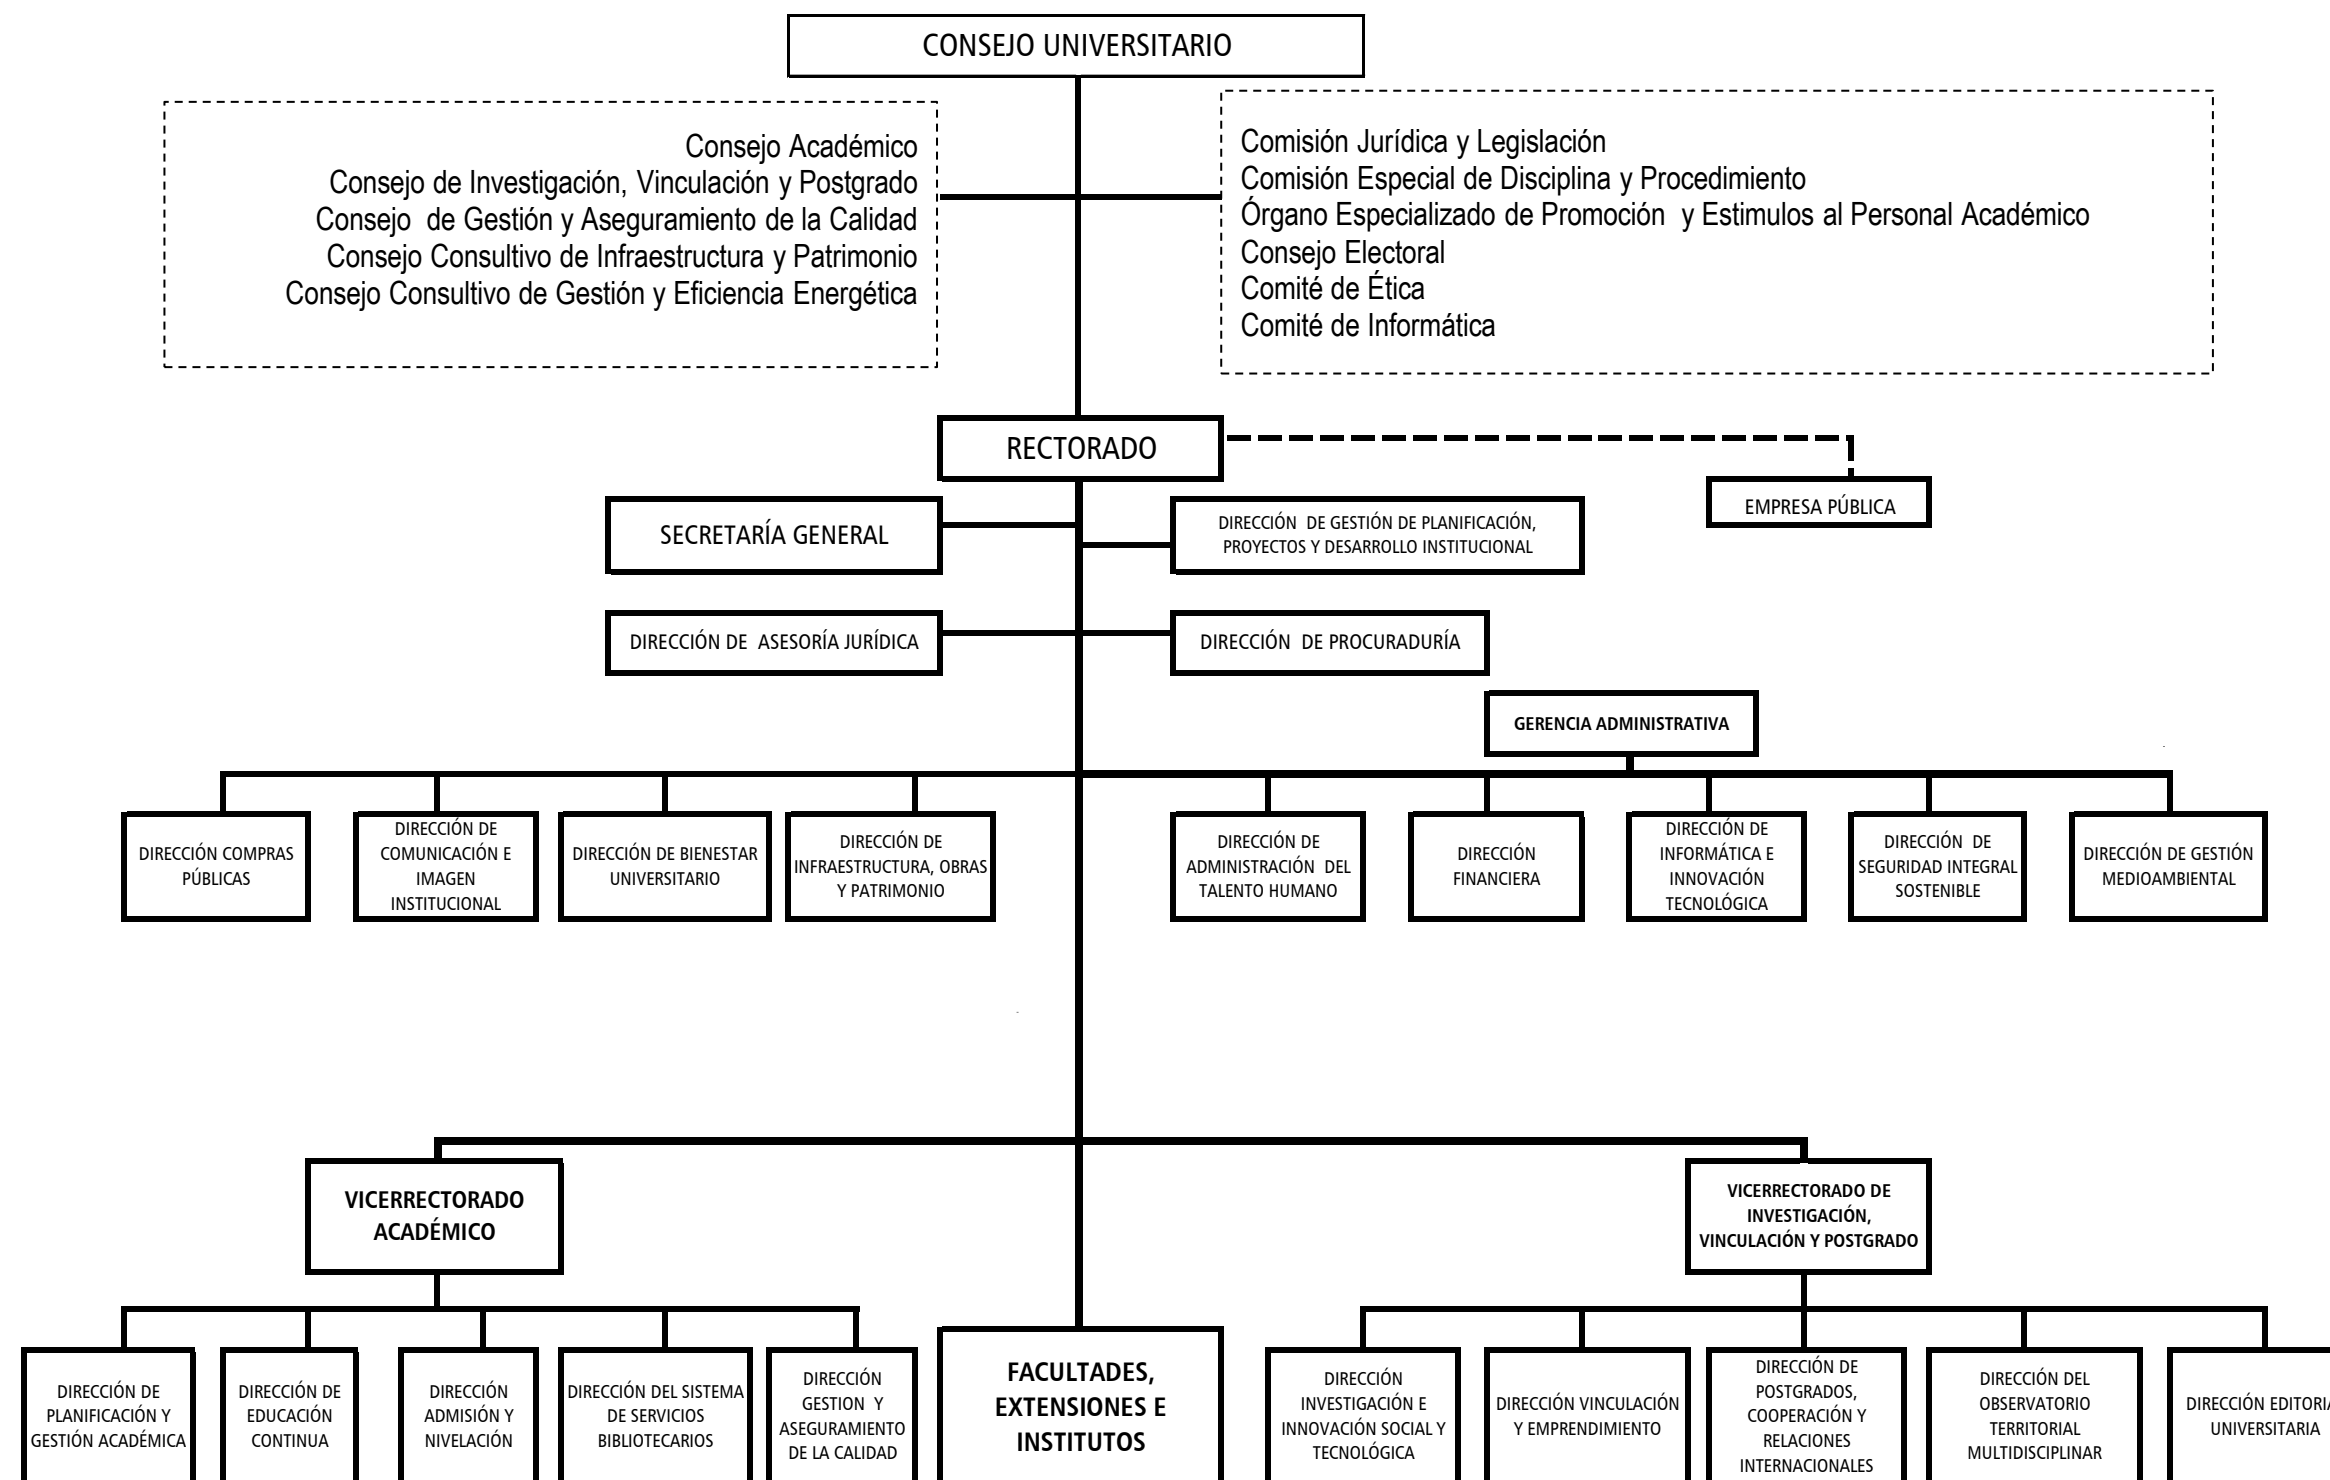 CONSEJO UNIVERSITARIO
Consejo Académico
Consejo de Investigación, Vinculación y Postgrado
Consejo  de Gestión y Aseguramiento de la Calidad
Consejo Consultivo de Infraestructura y Patrimonio
Consejo Consultivo de Gestión y Eficiencia Energética
Comisión Jurídica y Legislación
Comisión Especial de Disciplina y Procedimiento
Órgano Especializado de Promoción  y Estimulos al Personal Académico
Consejo Electoral
Comité de Ética
Comité de Informática
RECTORADO
EMPRESA PÚBLICA
SECRETARÍA GENERAL
DIRECCIÓN  DE GESTIÓN DE PLANIFICACIÓN,
PROYECTOS Y DESARROLLO INSTITUCIONAL
DIRECCIÓN DE  ASESORÍA JURÍDICA
DIRECCIÓN  DE PROCURADURÍA
GERENCIA ADMINISTRATIVA
DIRECCIÓN COMPRAS
PÚBLICAS
DIRECCIÓN DE
COMUNICACIÓN E
IMAGEN
INSTITUCIONAL
DIRECCIÓN DE BIENESTAR
UNIVERSITARIO
DIRECCIÓN DE
INFRAESTRUCTURA, OBRAS
Y PATRIMONIO
DIRECCIÓN DE
ADMINISTRACIÓN  DEL
TALENTO HUMANO
DIRECCIÓN
FINANCIERA
DIRECCIÓN DE
INFORMÁTICA E
INNOVACIÓN
TECNOLÓGICA
DIRECCIÓN  DE
SEGURIDAD INTEGRAL
SOSTENIBLE
DIRECCIÓN DE GESTIÓN
MEDIOAMBIENTAL
VICERRECTORADO
ACADÉMICO
VICERRECTORADO DE
INVESTIGACIÓN,
VINCULACIÓN Y POSTGRADO
DIRECCIÓN DE
PLANIFICACIÓN Y
GESTIÓN ACADÉMICA
DIRECCIÓN DE
EDUCACIÓN
CONTINUA
DIRECCIÓN
ADMISIÓN Y
NIVELACIÓN
DIRECCIÓN DEL SISTEMA
DE SERVICIOS
BIBLIOTECARIOS
DIRECCIÓN
GESTION  Y
ASEGURAMIENTO
DE LA CALIDAD
FACULTADES,
EXTENSIONES E
INSTITUTOS
DIRECCIÓN
INVESTIGACIÓN E
INNOVACIÓN SOCIAL Y
TECNOLÓGICA
DIRECCIÓN VINCULACIÓN
Y EMPRENDIMIENTO
DIRECCIÓN DE
POSTGRADOS,
COOPERACIÓN Y
RELACIONES
INTERNACIONALES
DIRECCIÓN DEL
OBSERVATORIO
TERRITORIAL
MULTIDISCIPLINAR
DIRECCIÓN
UNIVERSITARIA